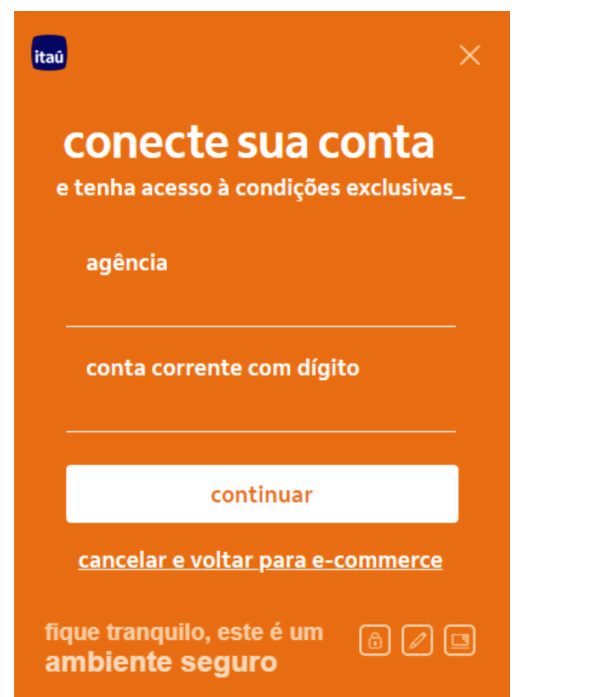 itaú
conecte sua conta
e tenha acesso à condições exclusivas_
agência
conta corrente com dígito
continuar
cancelar e voltar para e-commerce
fique tranquilo, este é um
ambiente seguro